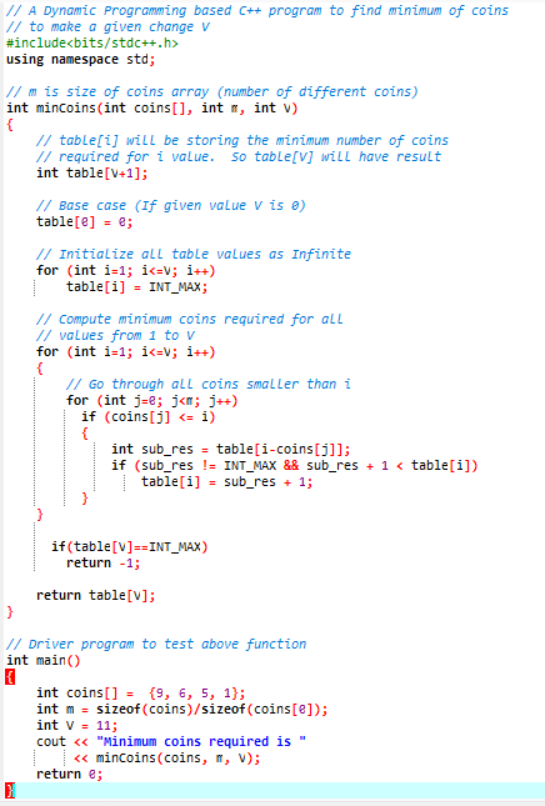 // A Dynamic Programming based C++ program to find minimum of coins
// to make a given change V
#include<bits/stdc++.h>
using namespace std;

// m is size of coins array (number of different coins)
int minCoins(int coins[], int m, int V)
{
    // table[i] will be storing the minimum number of coins
    // required for i value.  So table[V] will have result
    int table[V+1];

    // Base case (If given value V is 0)
    table[0] = 0;

    // Initialize all table values as Infinite
    for (int i=1; i<=V; i++)
        table[i] = INT_MAX;

    // Compute minimum coins required for all
    // values from 1 to V
    for (int i=1; i<=V; i++)
    {
        // Go through all coins smaller than i
        for (int j=0; j<m; j++)
          if (coins[j] <= i)
          {
              int sub_res = table[i-coins[j]];
              if (sub_res != INT_MAX && sub_res + 1 < table[i])
                  table[i] = sub_res + 1;
          }
    }

      if(table[V]==INT_MAX)
        return -1;

    return table[V];
}

// Driver program to test above function
int main()
{
    int coins[] =  {9, 6, 5, 1};
    int m = sizeof(coins)/sizeof(coins[0]);
    int V = 11;
    cout << "Minimum coins required is "
         << minCoins(coins, m, V);
    return 0;
}